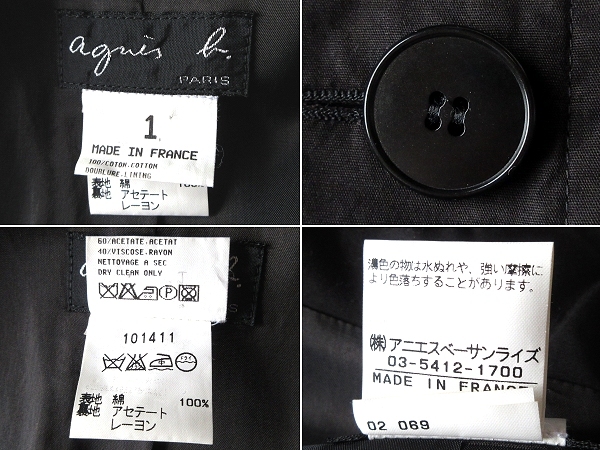 agnès b.
PARIS
1
MADE IN FRANCE
100/COTON.COTTON
DOUBLURE.LINING
表地 綿 100%
裏地 アセテート
レーヨン
60/ACETATE.ACETAT
40/VISCOSE.RAYON
NETTOYAGE A SEC
DRY CLEAN ONLY
101411
表地 綿 100%
裏地 アセテート
レーヨン
濃色の物は水ぬれや、強い摩擦に
より色落ちすることがあります。
㈱アニエスベーサンライズ
03-5412-1700
MADE IN FRANCE
02 069